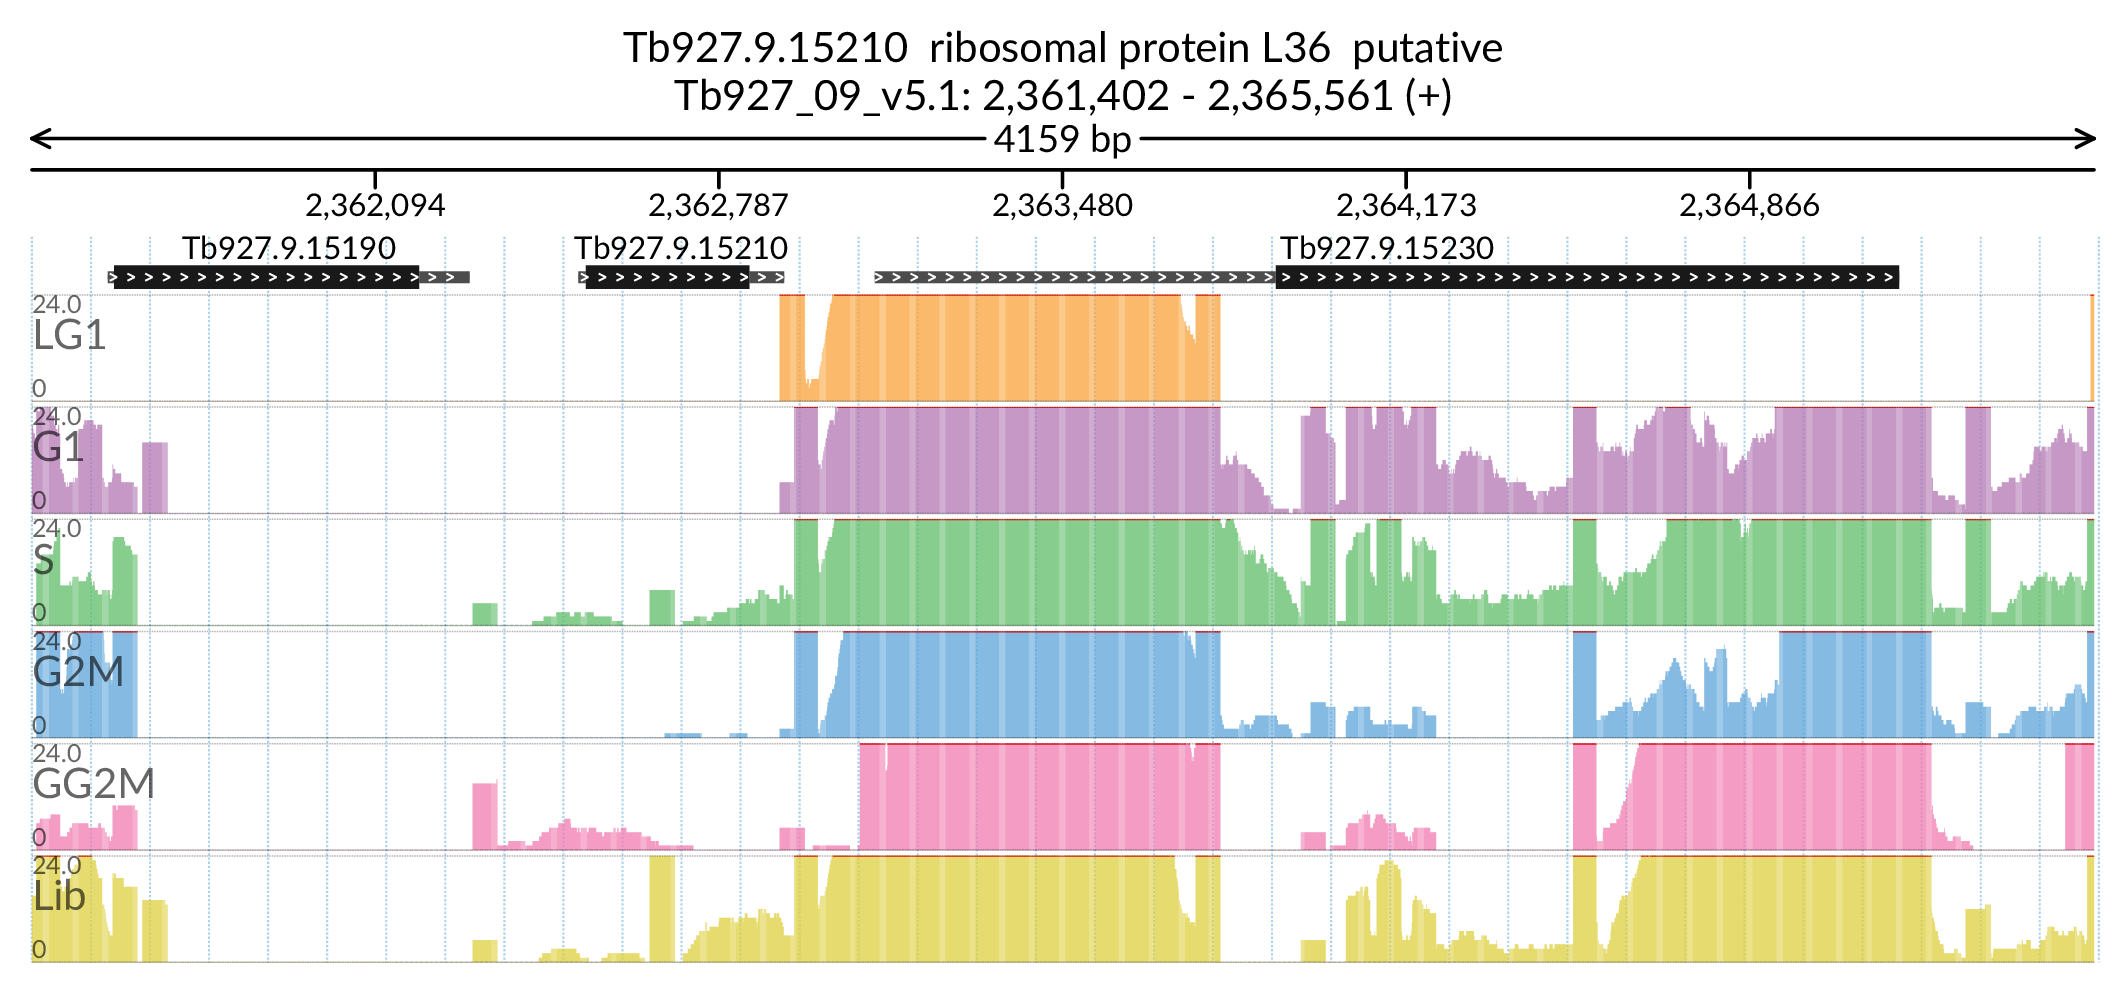 Tb927.9.15210 ribosomal protein L36 putative
Tb927_09_v5.1: 2,361,402 - 2,365,561 (+)
4159 bp
2,362,094 2,362,787 2,363,480 2,364,173 2,364,866
Tb927.9.15190 Tb927.9.15210 Tb927.9.15230
24.0
LG1
0
24.0
G1
0
24.0
S
0
24.0
G2M
0
24.0
GG2M
0
24.0
Lib
0